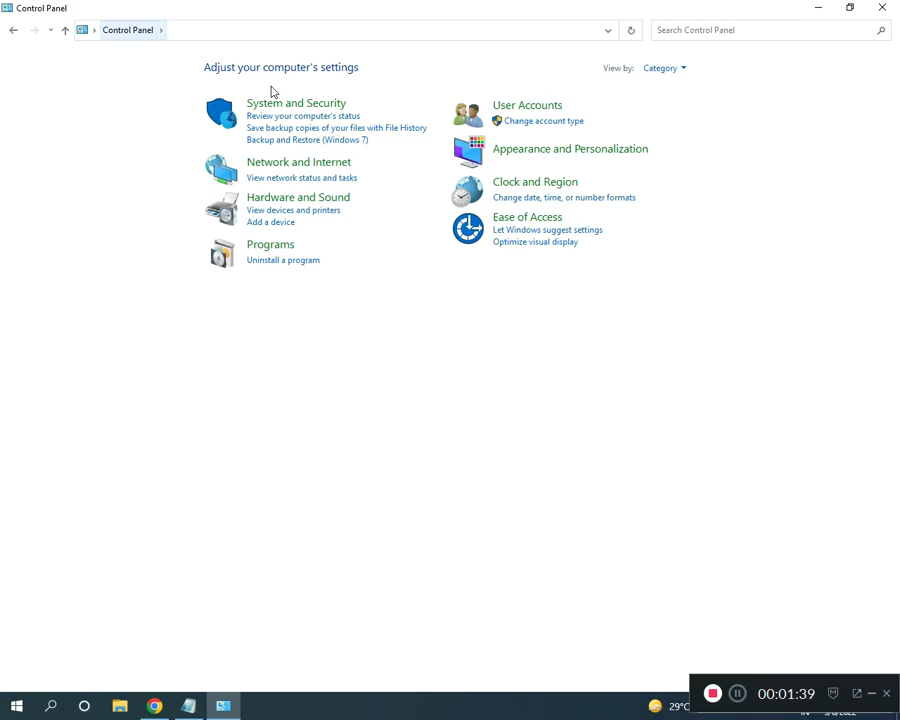 Control Panel
Control Panel
Search Control Panel
Adjust your computer's settings
View by: Category
System and Security
Review your computer's status
Save backup copies of your files with File History
Backup and Restore (Windows 7)
Network and Internet
View network status and tasks
Hardware and Sound
View devices and printers
Add a device
Programs
Uninstall a program
User Accounts
Change account type
Appearance and Personalization
Clock and Region
Change date, time, or number formats
Ease of Access
Let Windows suggest settings
Optimize visual display
29°C
00:01:39